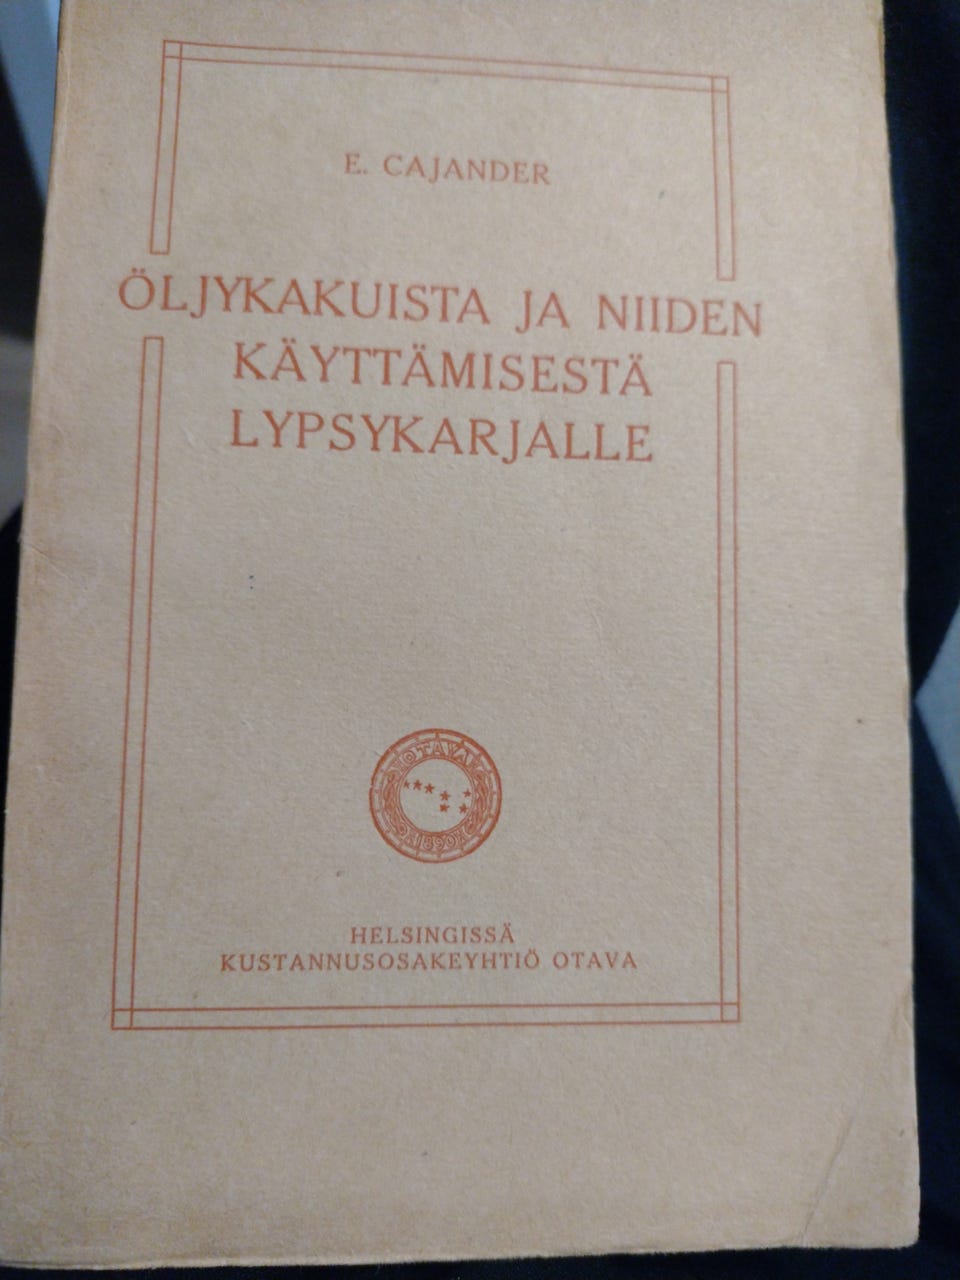 E. CAJANDER
ÖLJYKAKUISTA JA NIIDEN
KÄYTTÄMISESTÄ
LYPSYKARJALLE
OTAVA
1890
HELSINGISSÄ
KUSTANNUSOSAKEYHTIÖ OTAVA